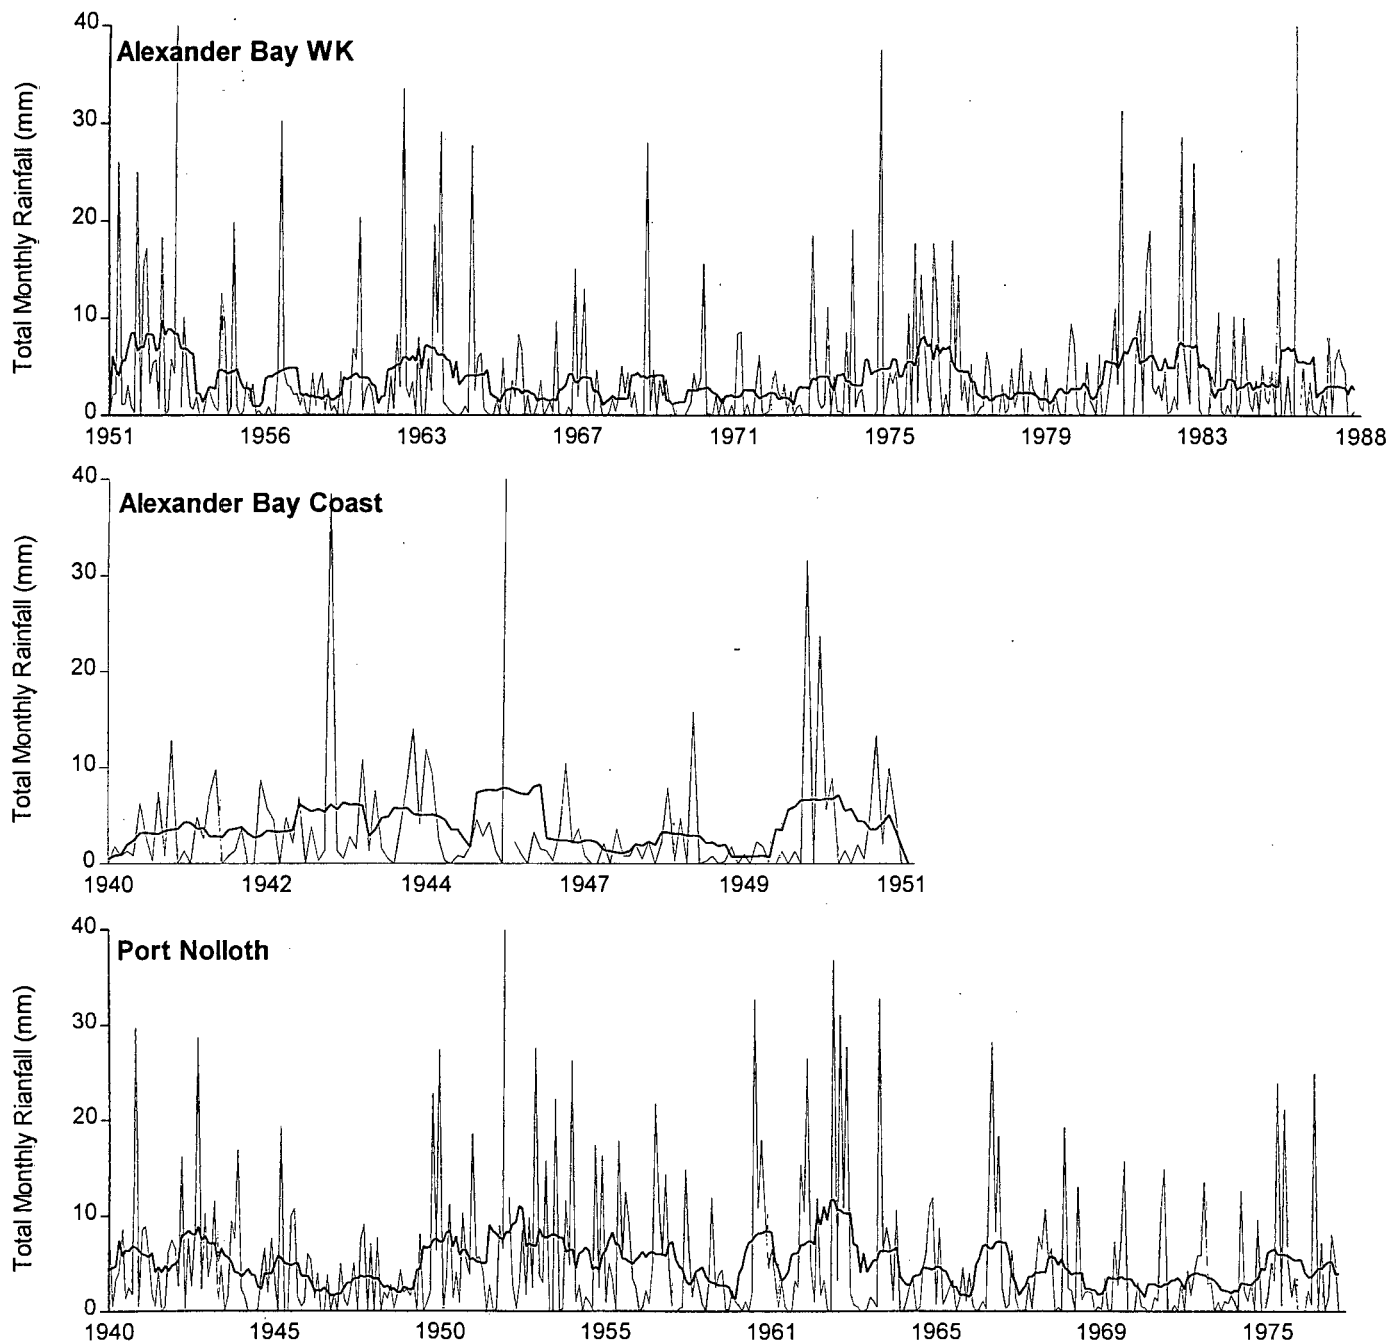 Alexander Bay WK
Total Monthly Rainfall (mm)
40
30
20
10
0
1951 1956 1963 1967 1971 1975 1979 1983 1988
Alexander Bay Coast
Total Monthly Rainfall (mm)
40
30
20
10
0
1940 1942 1944 1947 1949 1951
Port Nolloth
Total Monthly Rianfall (mm)
40
30
20
10
0
1940 1945 1950 1955 1961 1965 1969 1975